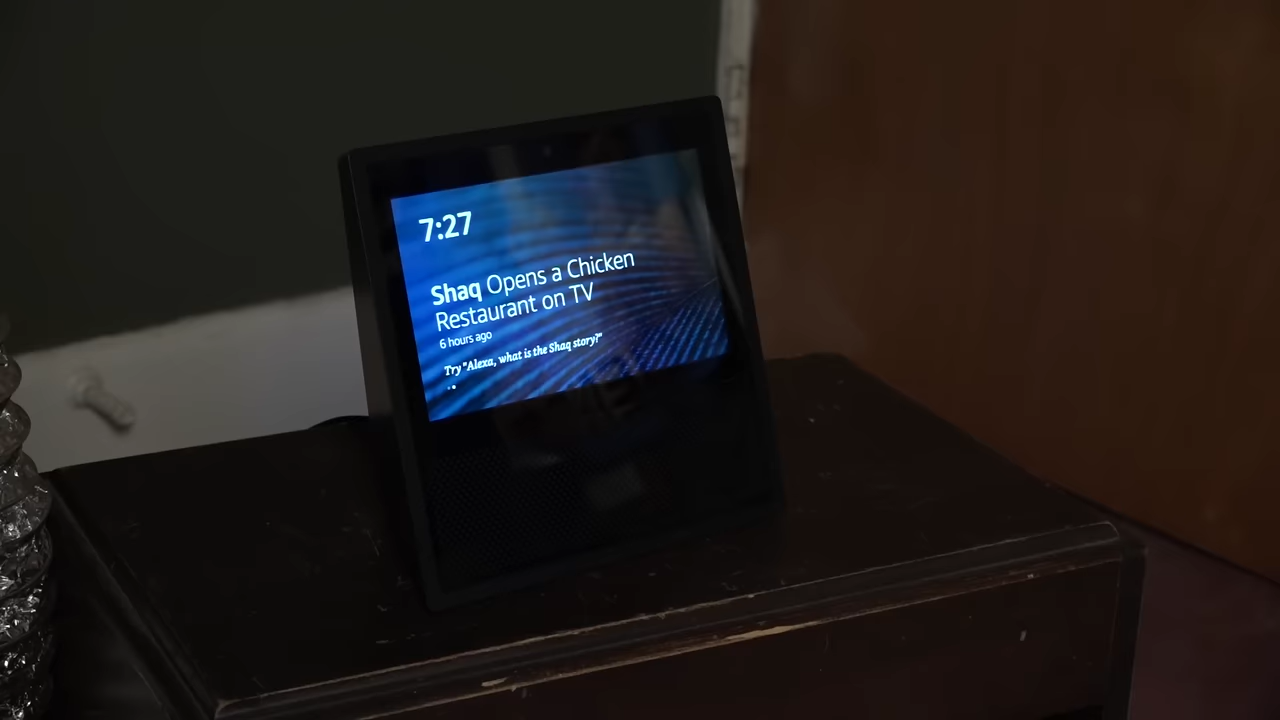 7:27
Shaq Opens a Chicken
Restaurant on TV
6 hours ago
Try "Alexa, what is the Shaq story?"